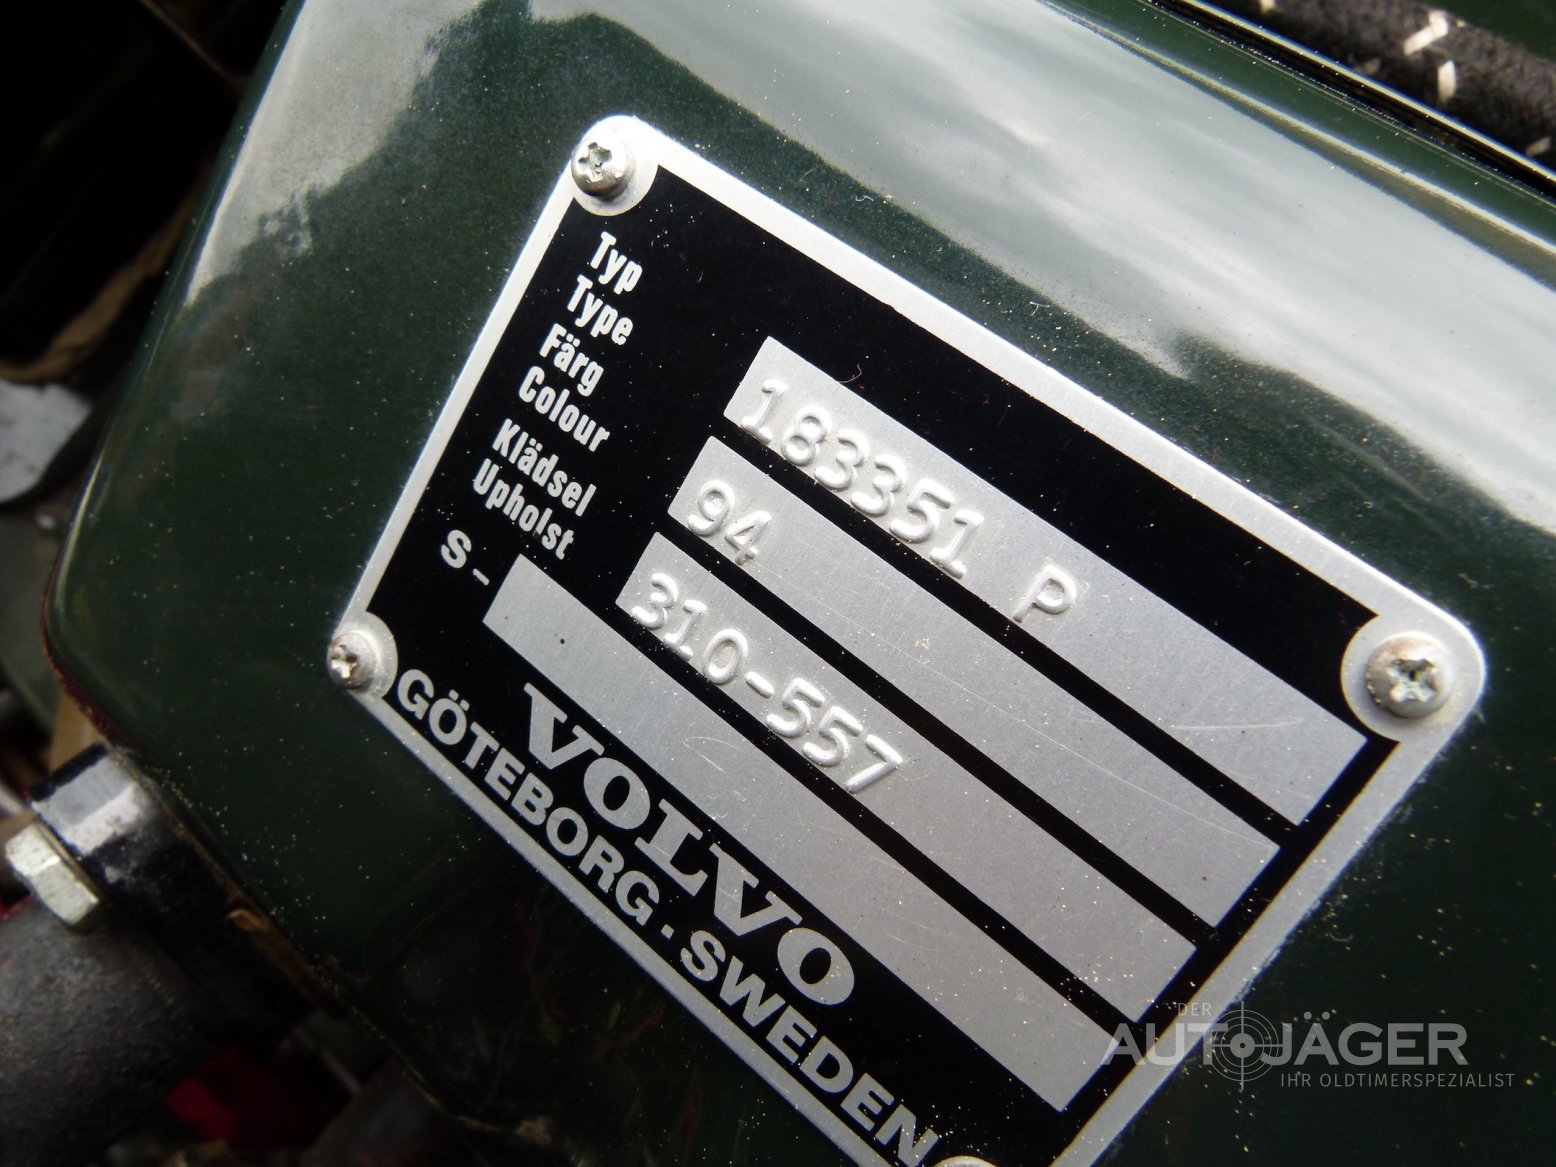 Typ
Type
183351 P
Färg
Colour
94
Klädsel
Upholst
310-557
S-
VOLVO
GÖTEBORG. SWEDEN
DER
AUTOJÄGER
IHR OLDTIMERSPEZIALIST